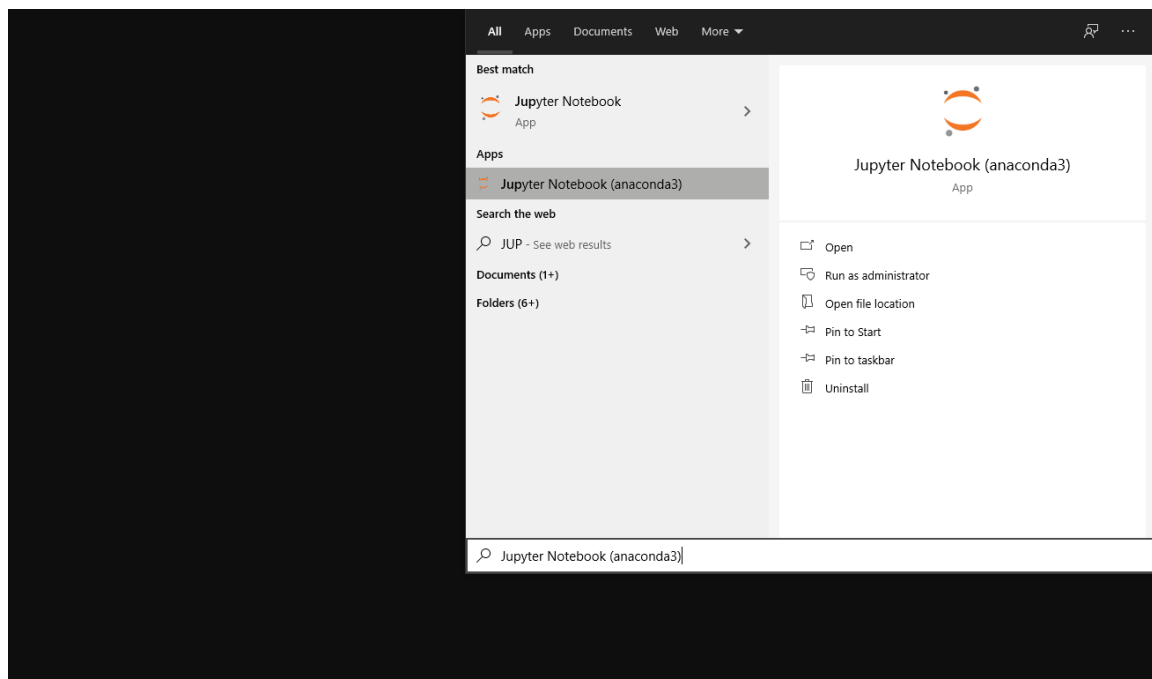 All Apps Documents Web More
Best match
Jupyter Notebook
App
Apps
Jupyter Notebook (anaconda3)
Search the web
JUP - See web results
Documents (1+)
Folders (6+)
Jupyter Notebook (anaconda3)
App
Open
Run as administrator
Open file location
Pin to Start
Pin to taskbar
Uninstall
Jupyter Notebook (anaconda3)